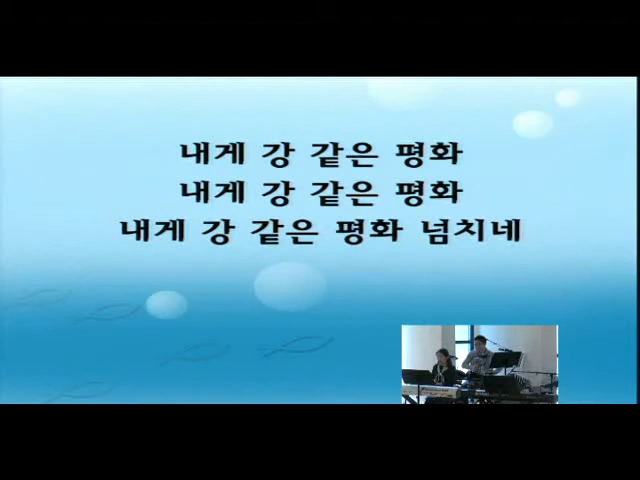 내게 강 같은 평화
내게 강 같은 평화
내게 강 같은 평화 넘치네